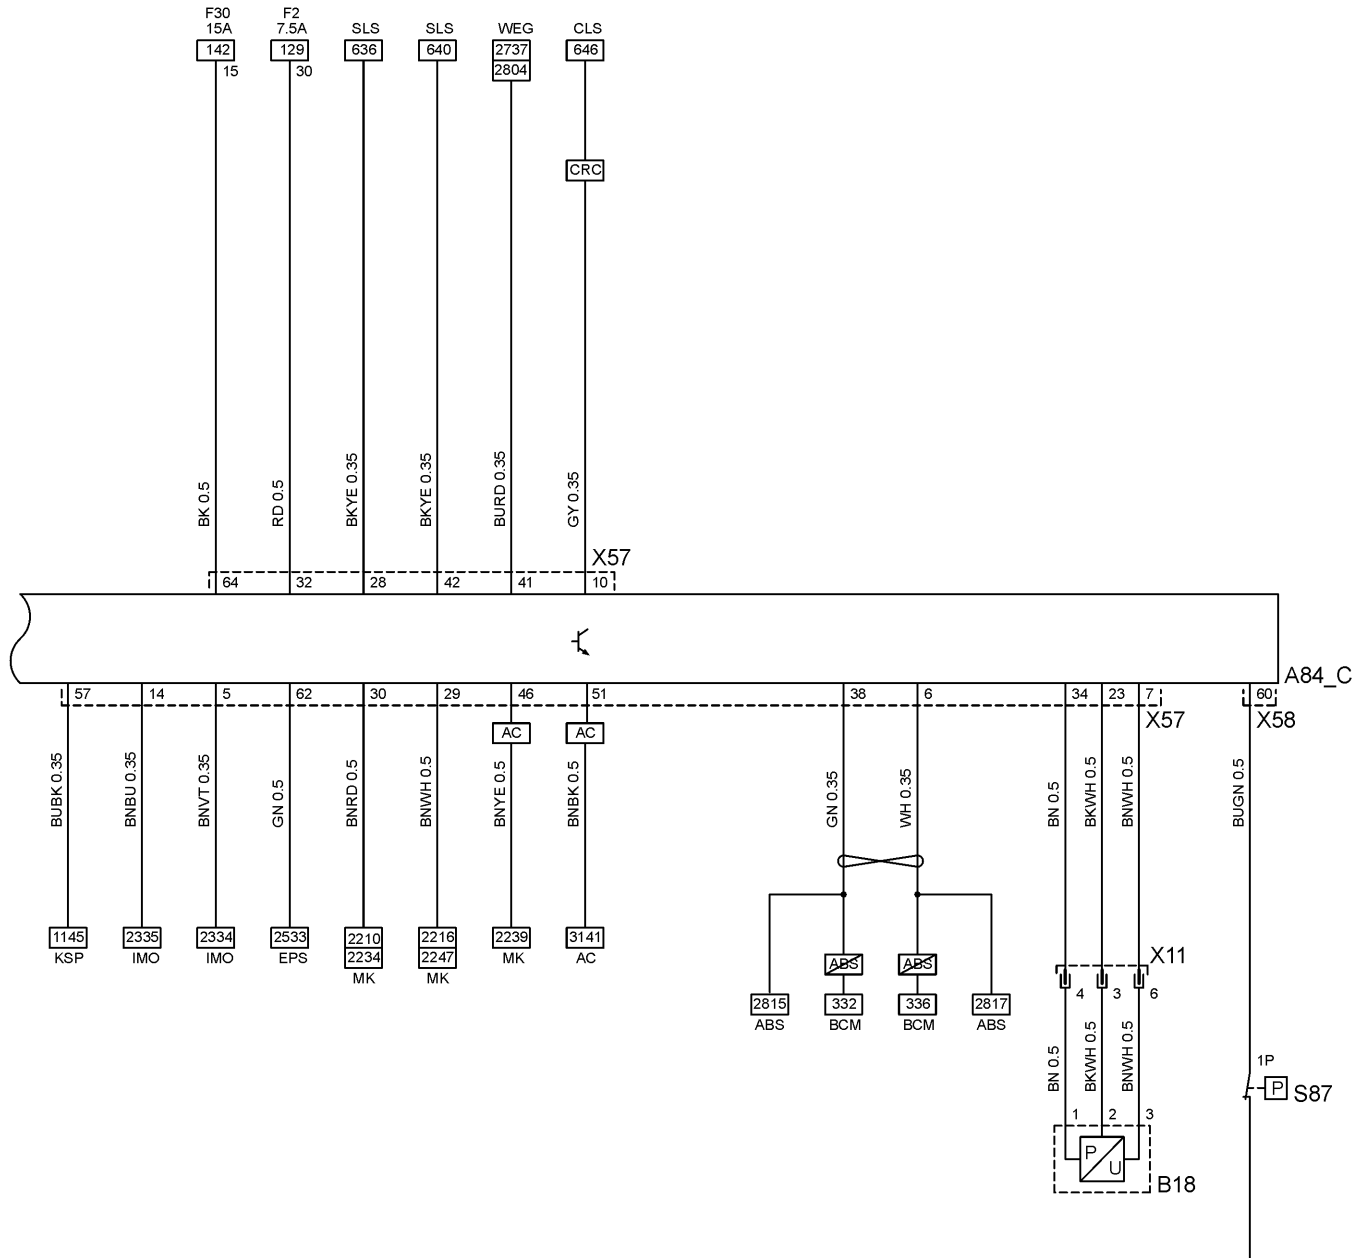 F30 F2
15A 7.5A SLS SLS WEG CLS
142 129 636 640 2737 646
15 30 2804
CRC
BK 0.5 RD 0.5 BKYE 0.35 BKYE 0.35 BURD 0.35 GY 0.35
X57
64 32 28 42 41 10
A84_C
57 14 5 62 30 29 46 51 38 6 34 23 7 60
X57 X58
AC AC
BUBK 0.35 BNBU 0.35 BNVT 0.35 GN 0.5 BNRD 0.5 BNWH 0.5 BNYE 0.5 BNBK 0.5 GN 0.35 WH 0.35 BN 0.5 BKWH 0.5 BNWH 0.5 BUGN 0.5
1145 2335 2334 2533 2210 2216 2239 3141
KSP IMO IMO EPS 2234 2247 MK AC
MK MK
X11
ABS ABS
4 3 6
2815 332 336 2817
ABS BCM BCM ABS
BN 0.5 BKWH 0.5 BNWH 0.5
1P
P S87
1 2 3
P
U
B18